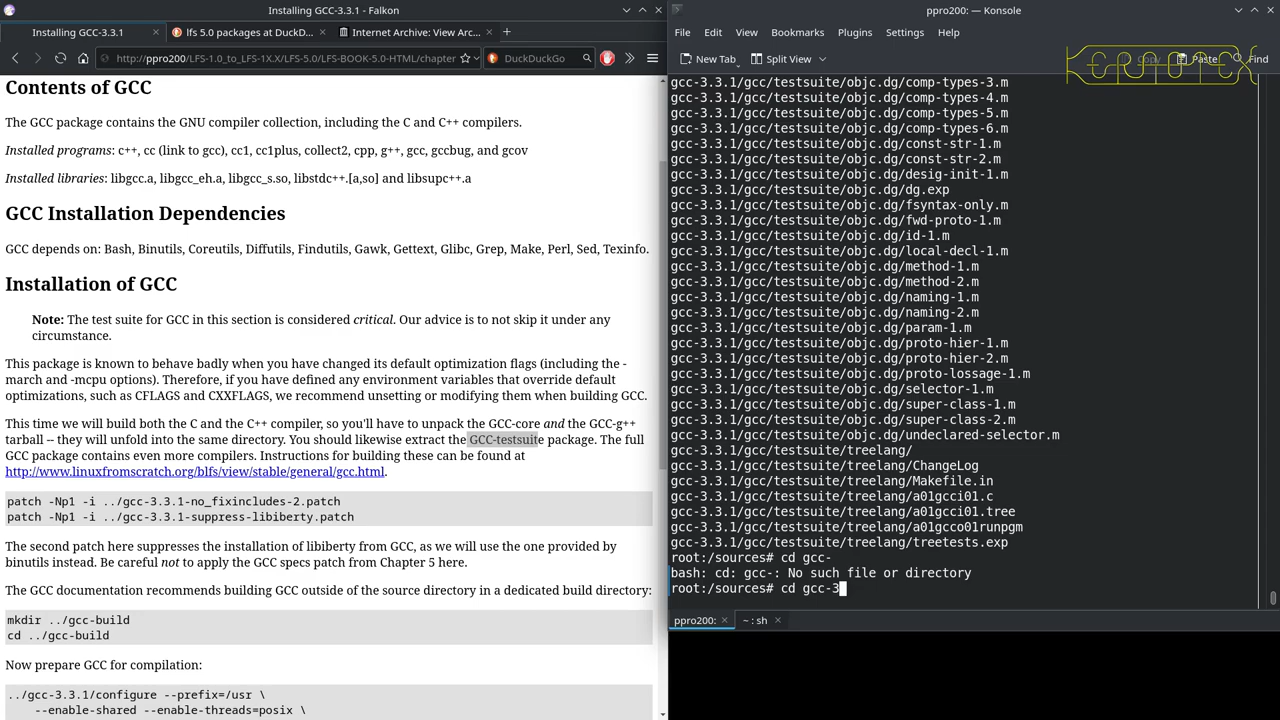 Installing GCC-3.3.1 - Falkon
Installing GCC-3.3.1
lfs 5.0 packages at DuckD...
Internet Archive: View Arc...
http://ppro200/LFS-1.0_to_LFS-1X.X/LFS-5.0/LFS-BOOK-5.0-HTML/chapter
DuckDuckGo
Contents of GCC
The GCC package contains the GNU compiler collection, including the C and C++ compilers.
Installed programs: c++, cc (link to gcc), cc1, cc1plus, collect2, cpp, g++, gcc, gccbug, and gcov
Installed libraries: libgcc.a, libgcc_eh.a, libgcc_s.so, libstdc++.[a,so] and libsupc++.a
GCC Installation Dependencies
GCC depends on: Bash, Binutils, Coreutils, Diffutils, Findutils, Gawk, Gettext, Glibc, Grep, Make, Perl, Sed, Texinfo.
Installation of GCC
Note: The test suite for GCC in this section is considered critical. Our advice is to not skip it under any
circumstance.
This package is known to behave badly when you have changed its default optimization flags (including the -
march and -mcpu options). Therefore, if you have defined any environment variables that override default
optimizations, such as CFLAGS and CXXFLAGS, we recommend unsetting or modifying them when building GCC.
This time we will build both the C and the C++ compiler, so you'll have to unpack the GCC-core and the GCC-g++
tarball -- they will unfold into the same directory. You should likewise extract the GCC-testsuite package. The full
GCC package contains even more compilers. Instructions for building these can be found at
http://www.linuxfromscratch.org/blfs/view/stable/general/gcc.html.
patch -Np1 -i ../gcc-3.3.1-no_fixincludes-2.patch
patch -Np1 -i ../gcc-3.3.1-suppress-libiberty.patch
The second patch here suppresses the installation of libiberty from GCC, as we will use the one provided by
binutils instead. Be careful not to apply the GCC specs patch from Chapter 5 here.
The GCC documentation recommends building GCC outside of the source directory in a dedicated build directory:
mkdir ../gcc-build
cd ../gcc-build
Now prepare GCC for compilation:
../gcc-3.3.1/configure --prefix=/usr \
--enable-shared --enable-threads=posix \
ppro200: — Konsole
File Edit View Bookmarks Plugins Settings Help
New Tab Split View Copy Paste Find
gcc-3.3.1/gcc/testsuite/objc.dg/comp-types-3.m
gcc-3.3.1/gcc/testsuite/objc.dg/comp-types-4.m
gcc-3.3.1/gcc/testsuite/objc.dg/comp-types-5.m
gcc-3.3.1/gcc/testsuite/objc.dg/comp-types-6.m
gcc-3.3.1/gcc/testsuite/objc.dg/const-str-1.m
gcc-3.3.1/gcc/testsuite/objc.dg/const-str-2.m
gcc-3.3.1/gcc/testsuite/objc.dg/desig-init-1.m
gcc-3.3.1/gcc/testsuite/objc.dg/dg.exp
gcc-3.3.1/gcc/testsuite/objc.dg/fsyntax-only.m
gcc-3.3.1/gcc/testsuite/objc.dg/fwd-proto-1.m
gcc-3.3.1/gcc/testsuite/objc.dg/id-1.m
gcc-3.3.1/gcc/testsuite/objc.dg/local-decl-1.m
gcc-3.3.1/gcc/testsuite/objc.dg/method-1.m
gcc-3.3.1/gcc/testsuite/objc.dg/method-2.m
gcc-3.3.1/gcc/testsuite/objc.dg/naming-1.m
gcc-3.3.1/gcc/testsuite/objc.dg/naming-2.m
gcc-3.3.1/gcc/testsuite/objc.dg/param-1.m
gcc-3.3.1/gcc/testsuite/objc.dg/proto-hier-1.m
gcc-3.3.1/gcc/testsuite/objc.dg/proto-hier-2.m
gcc-3.3.1/gcc/testsuite/objc.dg/proto-lossage-1.m
gcc-3.3.1/gcc/testsuite/objc.dg/selector-1.m
gcc-3.3.1/gcc/testsuite/objc.dg/super-class-1.m
gcc-3.3.1/gcc/testsuite/objc.dg/super-class-2.m
gcc-3.3.1/gcc/testsuite/objc.dg/undeclared-selector.m
gcc-3.3.1/gcc/testsuite/treelang/
gcc-3.3.1/gcc/testsuite/treelang/ChangeLog
gcc-3.3.1/gcc/testsuite/treelang/Makefile.in
gcc-3.3.1/gcc/testsuite/treelang/a01gcci01.c
gcc-3.3.1/gcc/testsuite/treelang/a01gcci01.tree
gcc-3.3.1/gcc/testsuite/treelang/a01gcco01runpgm
gcc-3.3.1/gcc/testsuite/treelang/treetests.exp
root:/sources# cd gcc-
bash: cd: gcc-: No such file or directory
root:/sources# cd gcc-3
ppro200:
~ : sh